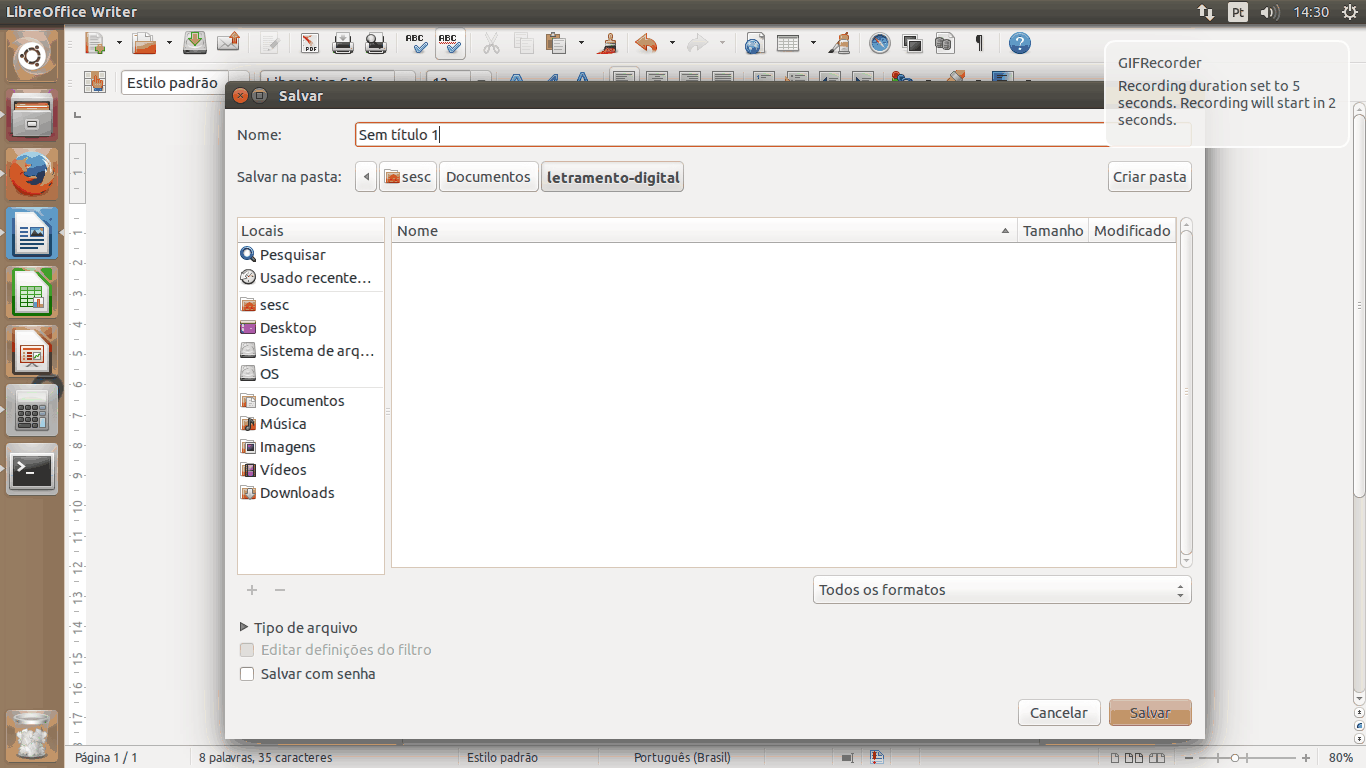 LibreOffice Writer
Pt
14:30
Estilo padrão
Salvar
GIFRecorder
Recording duration set to 5
seconds. Recording will start in 2
seconds.
Nome:
Sem título 1
Salvar na pasta:
sesc
Documentos
letramento-digital
Criar pasta
Locais
Nome
Tamanho
Modificado
Pesquisar
Usado recente...
sesc
Desktop
Sistema de arq...
OS
Documentos
Música
Imagens
Vídeos
Downloads
Todos os formatos
Tipo de arquivo
Editar definições do filtro
Salvar com senha
Cancelar
Salvar
Página 1 / 1
8 palavras, 35 caracteres
Estilo padrão
Português (Brasil)
80%